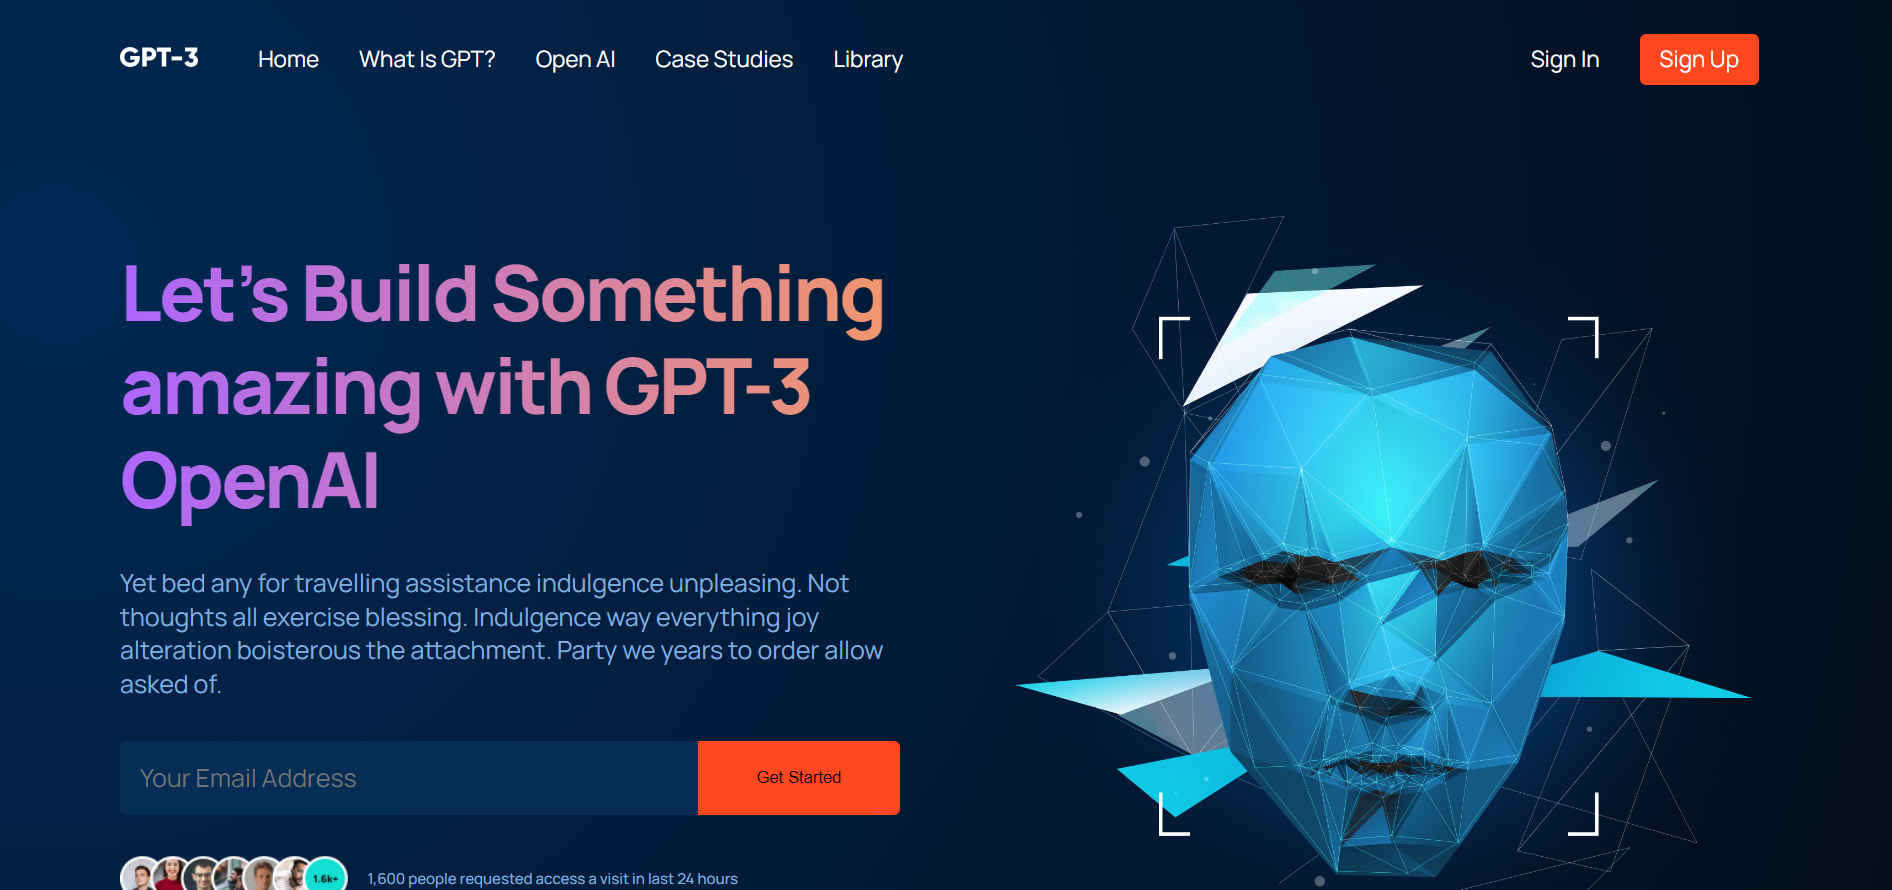 GPT-3
Home
What Is GPT?
Open AI
Case Studies
Library
Sign In
Sign Up
Let's Build Something
amazing with GPT-3
OpenAI
Yet bed any for travelling assistance indulgence unpleasing. Not
thoughts all exercise blessing. Indulgence way everything joy
alteration boisterous the attachment. Party we years to order allow
asked of.
Your Email Address
Get Started
1.6k+
1,600 people requested access a visit in last 24 hours